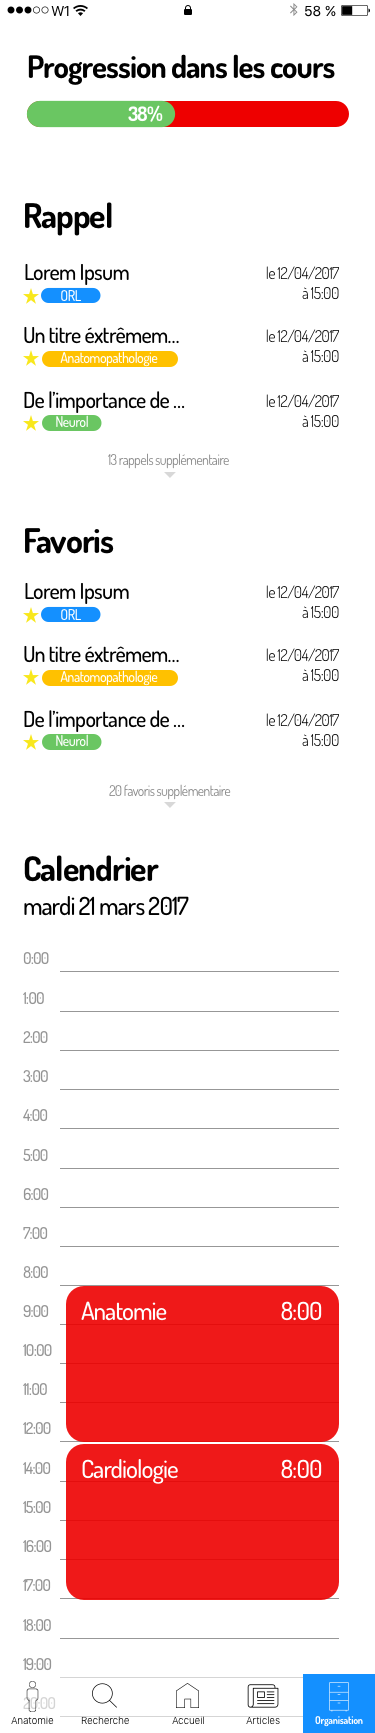 W1 58 %
Progression dans les cours
38%
Rappel
Lorem Ipsum le 12/04/2017
ORL à 15:00
Un titre éxtrêmem... le 12/04/2017
Anatomopathologie à 15:00
De l'importance de ... le 12/04/2017
Neurol à 15:00
13 rappels supplémentaire
Favoris
Lorem Ipsum le 12/04/2017
ORL à 15:00
Un titre éxtrêmem... le 12/04/2017
Anatomopathologie à 15:00
De l'importance de ... le 12/04/2017
Neurol à 15:00
20 favoris supplémentaire
Calendrier
mardi 21 mars 2017
0:00
1:00
2:00
3:00
4:00
5:00
6:00
7:00
8:00
9:00 Anatomie 8:00
10:00
11:00
12:00
14:00 Cardiologie 8:00
15:00
16:00
17:00
18:00
19:00
20:00
Anatomie Recherche Accueil Articles Organisation